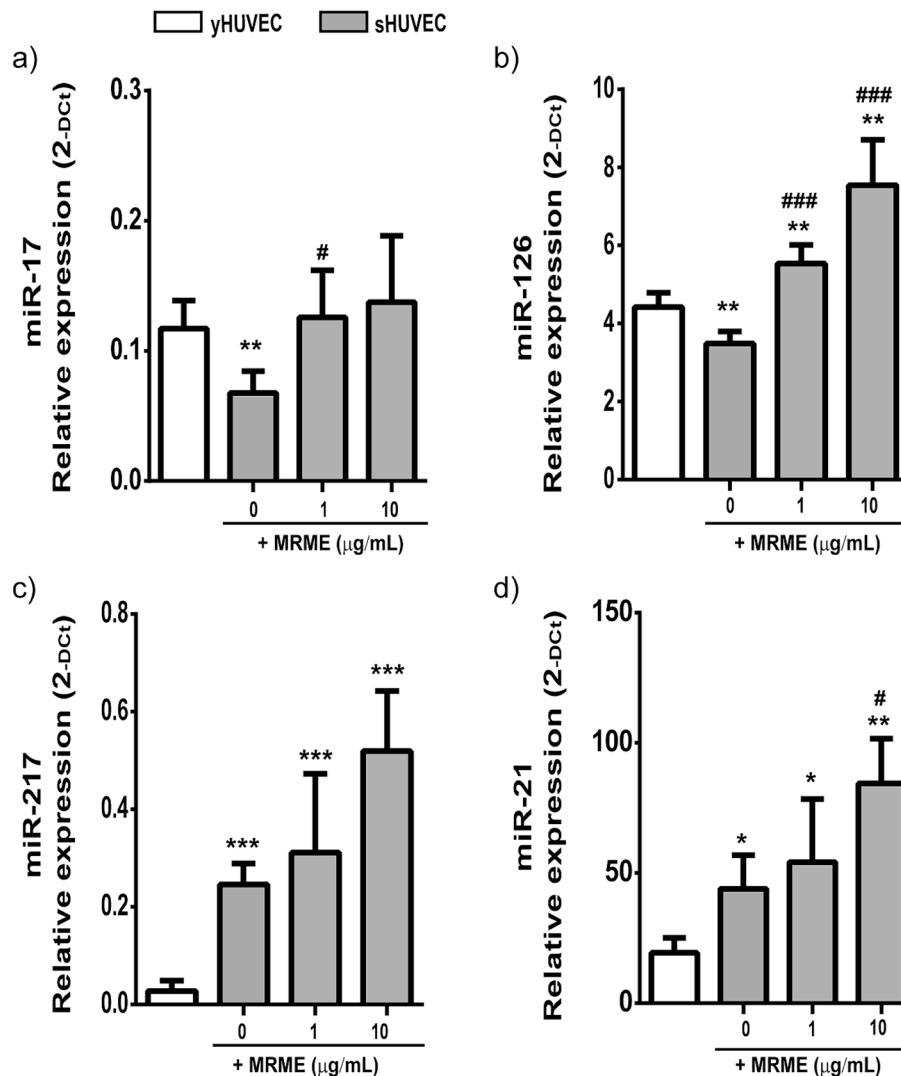 yHUVEC sHUVEC
a)
miR-17
Relative expression (2-DCt)
0.3
0.2
0.1
0.0
**
#
0 1 10
+ MRME (μg/mL)
b)
miR-126
Relative expression (2-DCt)
10
8
6
4
2
0
**
###
**
###
**
0 1 10
+ MRME (μg/mL)
c)
miR-217
Relative expression (2-DCt)
0.8
0.6
0.4
0.2
0.0
***
***
***
0 1 10
+ MRME (μg/mL)
d)
miR-21
Relative expression (2-DCt)
150
100
50
0
*
*
#
**
0 1 10
+ MRME (μg/mL)